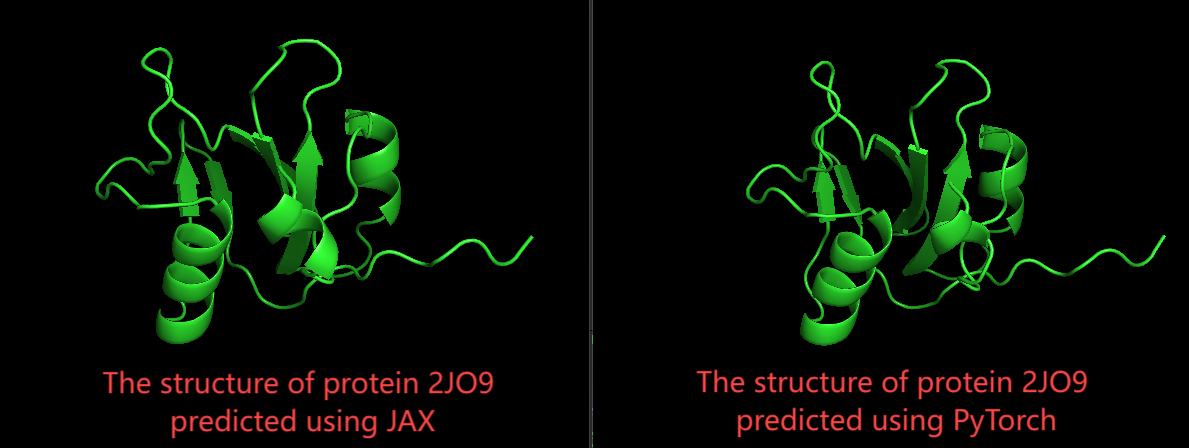 The structure of protein 2JO9
predicted using JAX
The structure of protein 2JO9
predicted using PyTorch